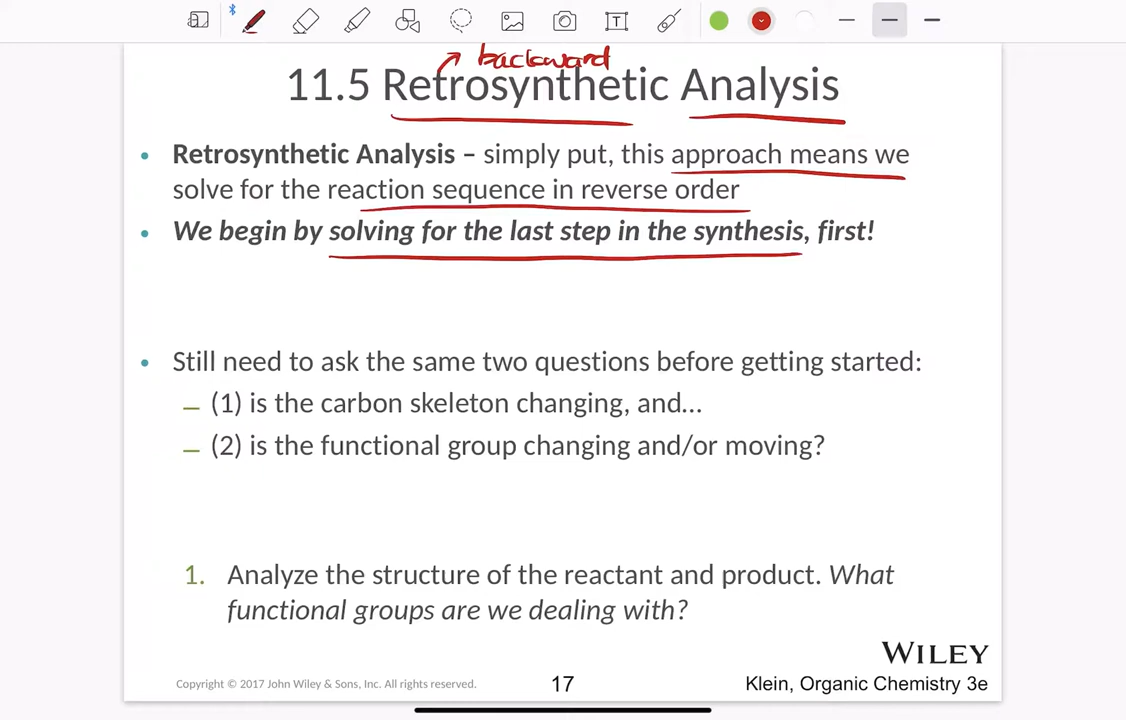 T
backward
11.5 Retrosynthetic Analysis
• Retrosynthetic Analysis – simply put, this approach means we
solve for the reaction sequence in reverse order
• We begin by solving for the last step in the synthesis, first!
• Still need to ask the same two questions before getting started:
– (1) is the carbon skeleton changing, and…
– (2) is the functional group changing and/or moving?
1. Analyze the structure of the reactant and product. What
functional groups are we dealing with?
WILEY
Copyright © 2017 John Wiley & Sons, Inc. All rights reserved.
17
Klein, Organic Chemistry 3e